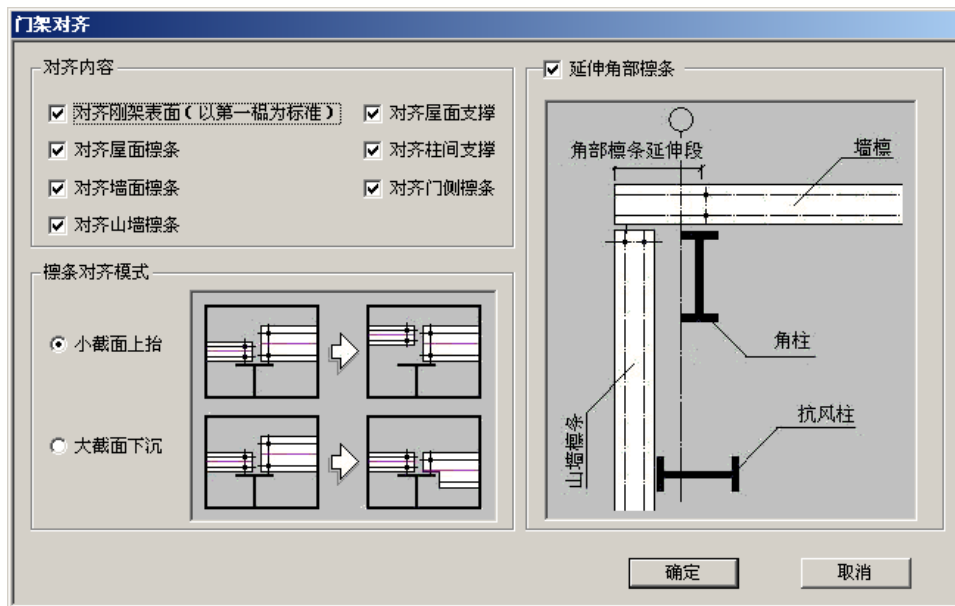 门架对齐
对齐内容
对齐刚架表面(以第一榀为标准)
对齐屋面支撑
对齐屋面檩条
对齐柱间支撑
对齐墙面檩条
对齐门侧檩条
对齐山墙檩条
檩条对齐模式
小截面上抬
大截面下沉
延伸角部檩条
角部檩条延伸段
墙檩
角柱
抗风柱
山墙檩条
确定
取消